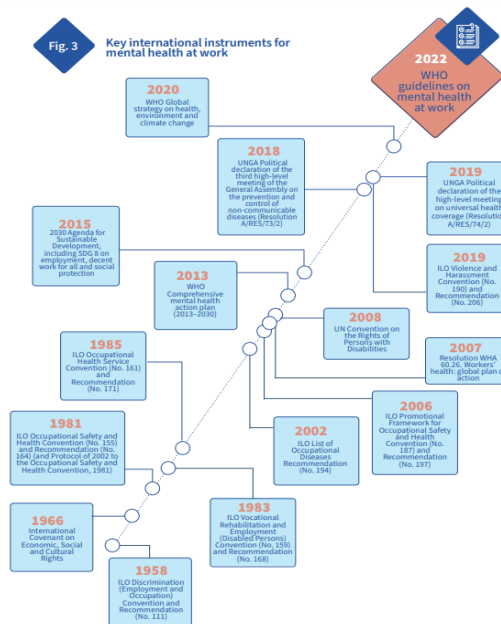 Fig. 3
Key international instruments for
mental health at work
2022
WHO
guidelines on
mental health
at work
2020
WHO Global
strategy on health,
environment and
climate change
2018
UNGA Political
declaration of the
third high-level
meeting of the
General Assembly on
the prevention and
control of
non-communicable
diseases (Resolution
A/RES/73/2)
2019
UNGA Political
declaration of the
high-level meeting
on universal health
coverage (Resolution
A/RES/74/2)
2015
2030 Agenda for
Sustainable
Development,
including SDG 8 on
employment, decent
work for all and social
protection
2013
WHO
Comprehensive
mental health
action plan
(2013–2030)
2019
ILO Violence and
Harassment
Convention (No.
190) and
Recommendation
(No. 206)
2008
UN Convention on
the Rights of
Persons with
Disabilities
1985
ILO Occupational
Health Service
Convention (No. 161)
and
Recommendation
(No. 171)
2007
Resolution WHA
60.26. Workers'
health: global plan o
action
2006
ILO Promotional
Framework for
Occupational Safety
and Health
Convention (No.
187) and
Recommendation
(No. 197)
1981
ILO Occupational Safety and
Health Convention (No. 155)
and Recommendation (No.
164) (and Protocol of 2002 to
the Occupational Safety and
Health Convention, 1981)
2002
ILO List of
Occupational
Diseases
Recommendation
(No. 194)
1966
International
Covenant on
Economic, Social
and Cultural
Rights
1983
ILO Vocational
Rehabilitation and
Employment
(Disabled Persons)
Convention (No. 159)
and Recommendation
(No. 168)
1958
ILO Discrimination
(Employment and
Occupation)
Convention and
Recommendation
(No. 111)